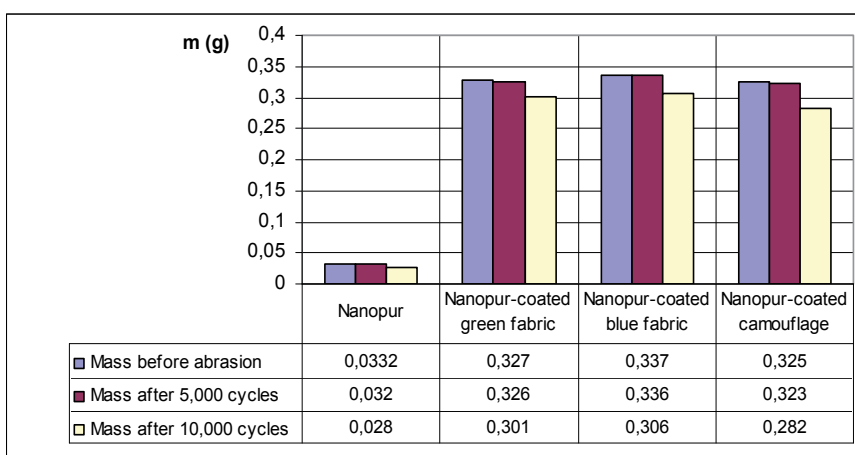 m (g)
0,4
0,35
0,3
0,25
0,2
0,15
0,1
0,05
0
Nanopur
Nanopur-coated
green fabric
Nanopur-coated
blue fabric
Nanopur-coated
camouflage
Mass before abrasion 0,0332 0,327 0,337 0,325
Mass after 5,000 cycles 0,032 0,326 0,336 0,323
Mass after 10,000 cycles 0,028 0,301 0,306 0,282